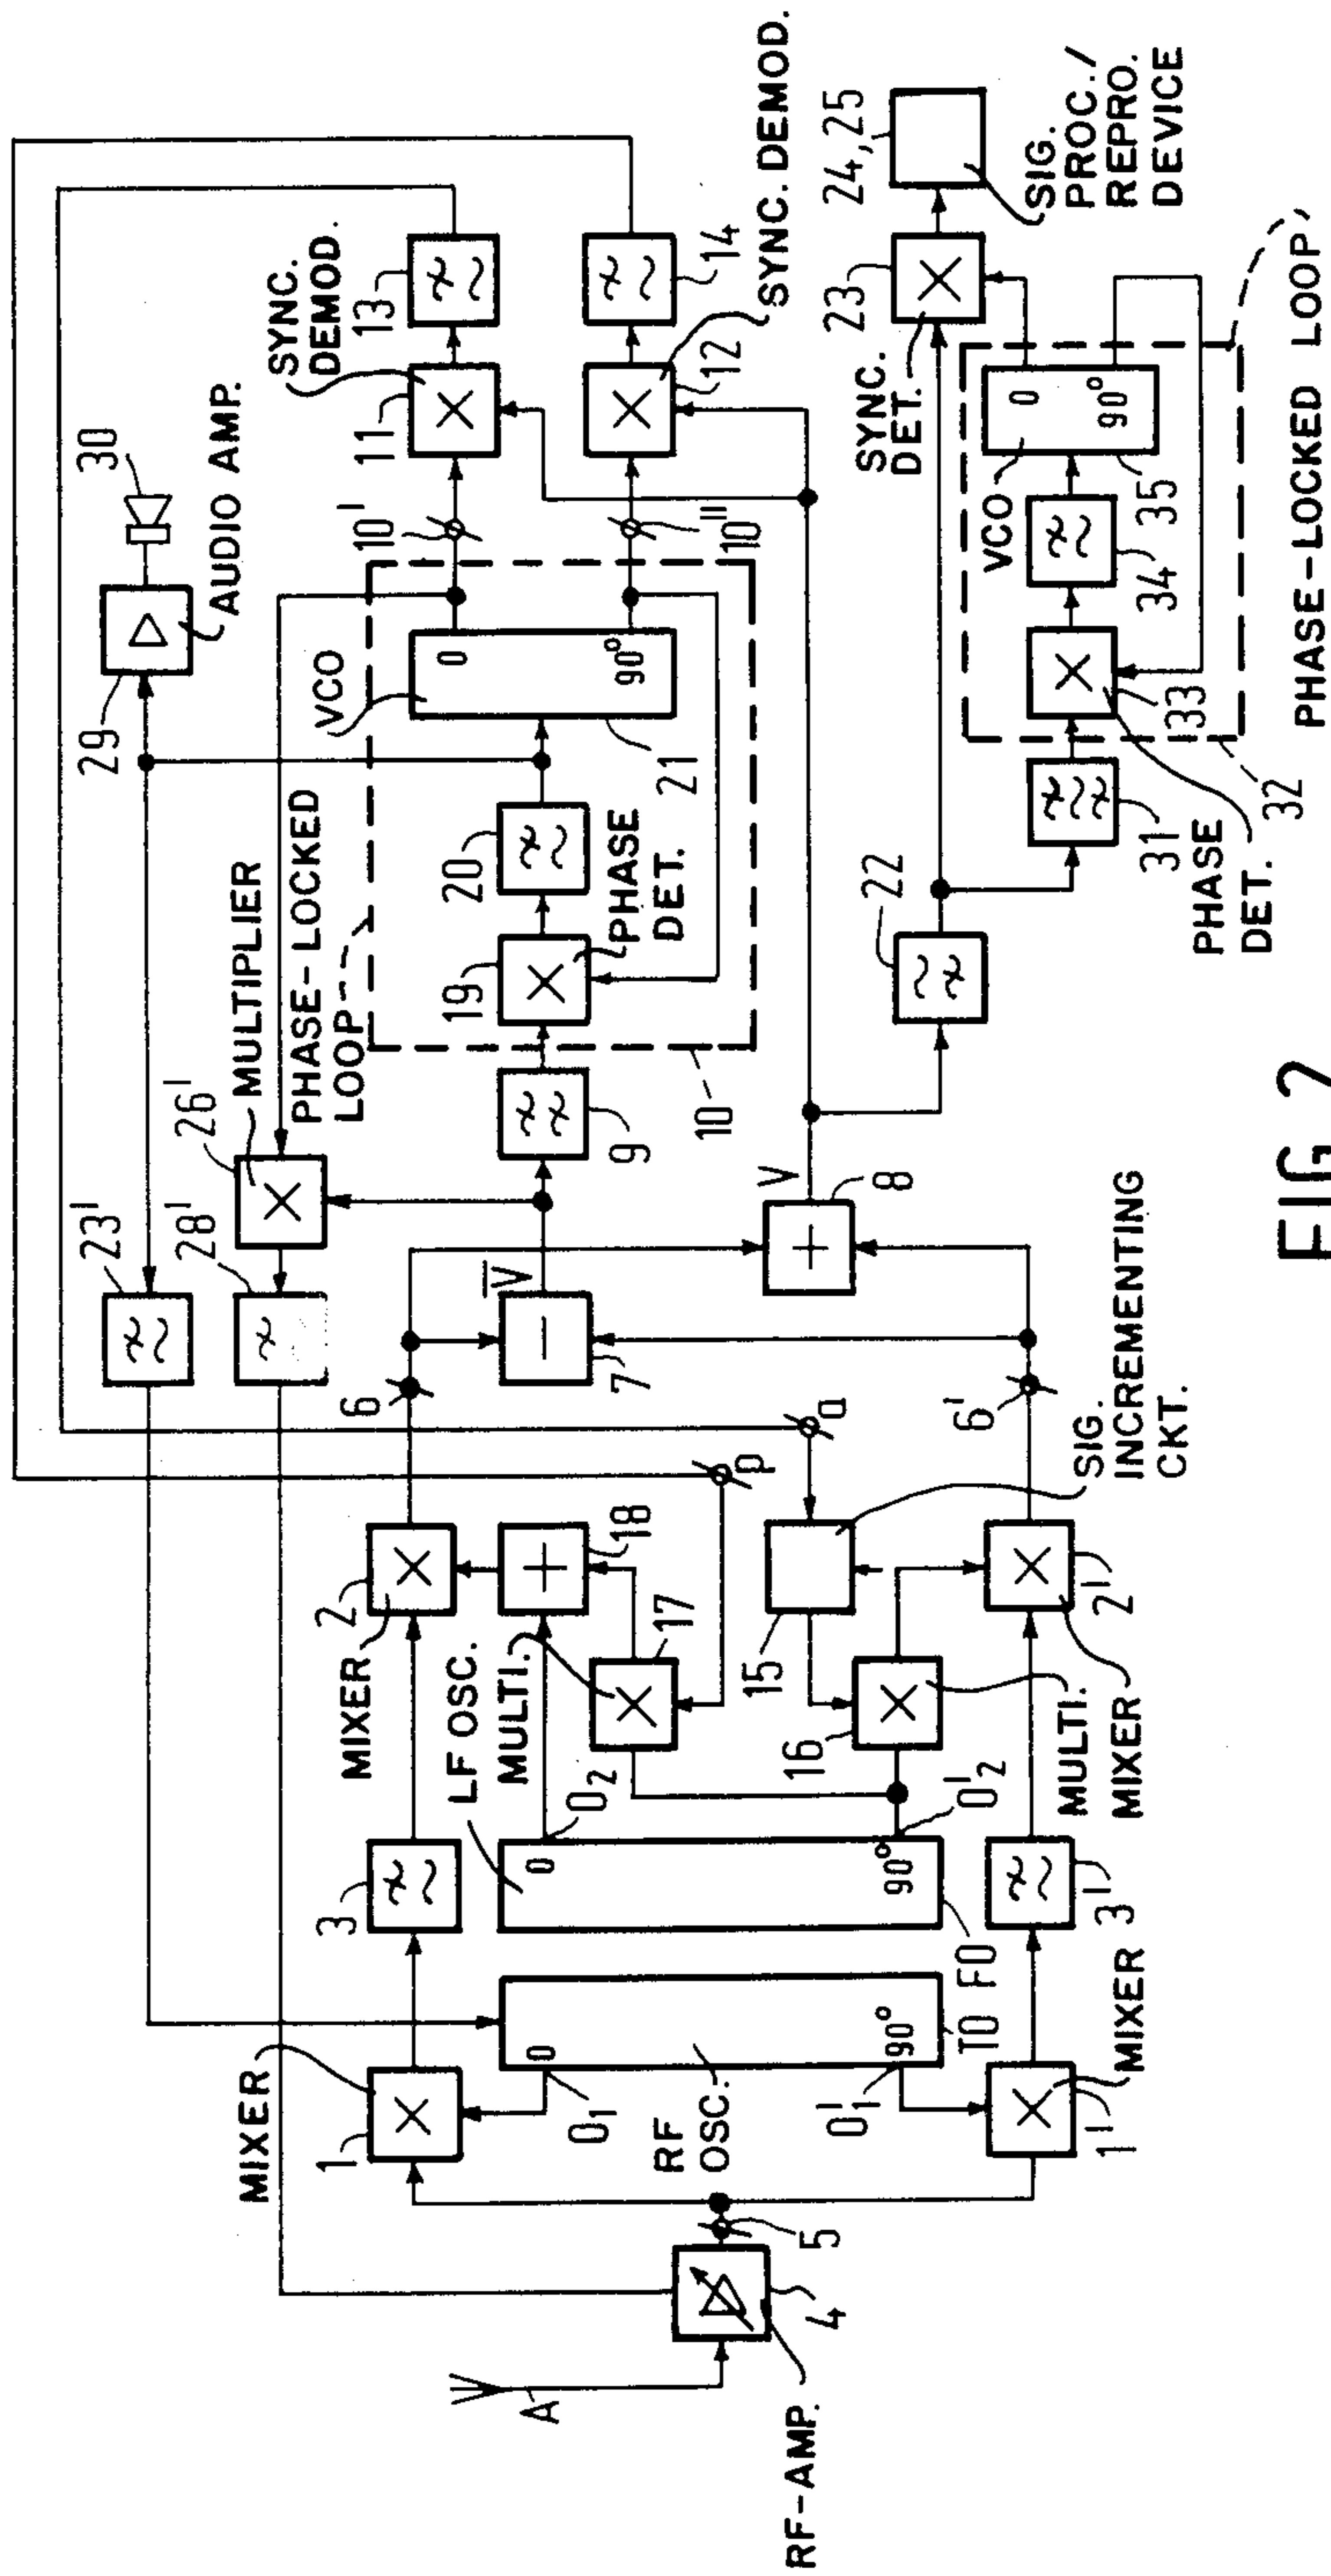 A
RF-AMP.
4
5
MIXER
1
O1
RF
OSC.
O1'
1'
MIXER
0
90°
TO
3
LF OSC.
0
90°
FO
O2
O2'
3'
MIXER
2
MULTI.
17
18
15
16
MULTI.
MIXER
2'
p
a
SIG.
INCREMENTING
CKT.
6
6'
7
V
8
V
23'
28'
26'
MULTIPLIER
PHASE-LOCKED
LOOP
9
10
19
20
PHASE
DET.
VCO
0
90°
21
29
30
AUDIO AMP.
10'
10"
11
SYNC.
DEMOD.
13
12
14
SYNC. DEMOD.
22
31
PHASE
DET.
32
33
34
35
VCO
0
90°
SYNC.
DET.
23
24, 25
SIG.
PROC./
REPRO.
DEVICE
PHASE-LOCKED LOOP
FIG. 2